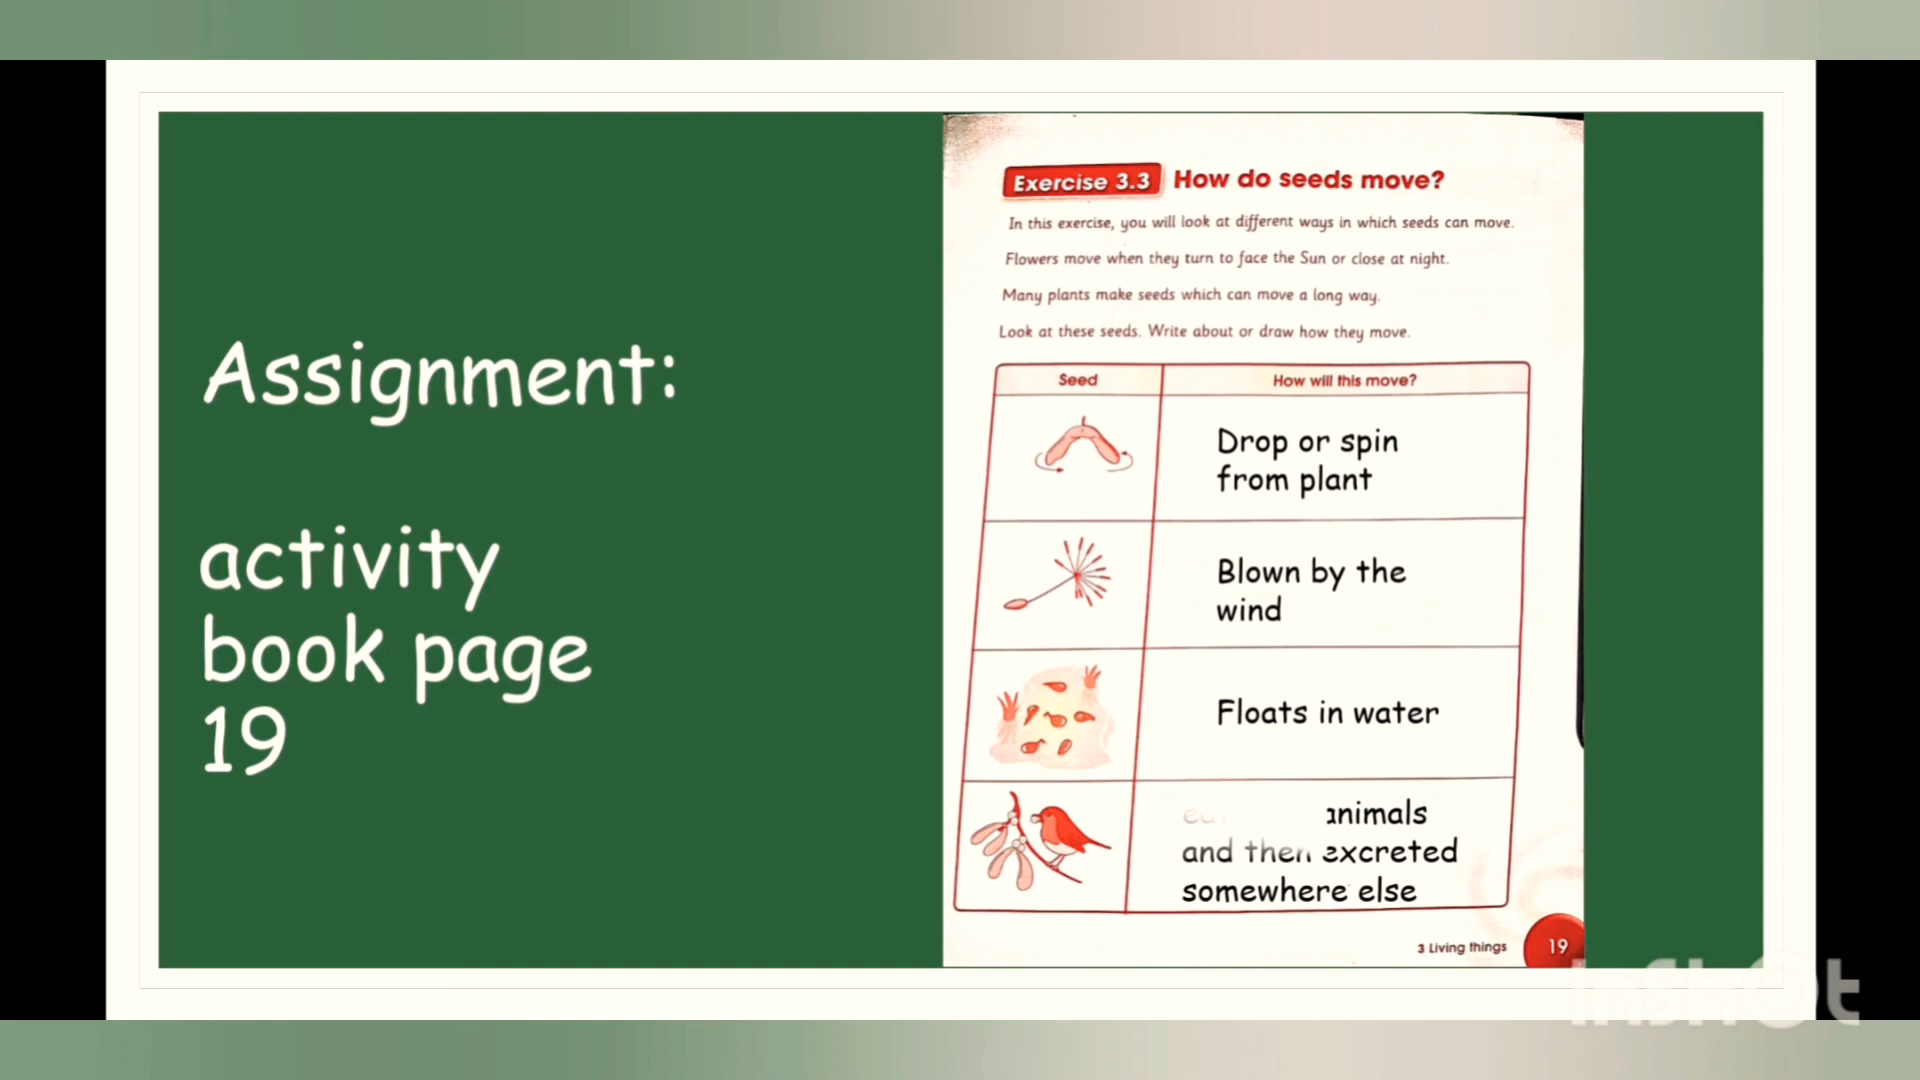 Assignment:
activity
book page
19
Exercise 3.3 How do seeds move?
In this exercise, you will look at different ways in which seeds can move.
Flowers move when they turn to face the Sun or close at night.
Many plants make seeds which can move a long way.
Look at these seeds. Write about or draw how they move.
Seed How will this move?
Drop or spin
from plant
Blown by the
wind
Floats in water
animals
and then excreted
somewhere else
3 Living things 19
InShOt